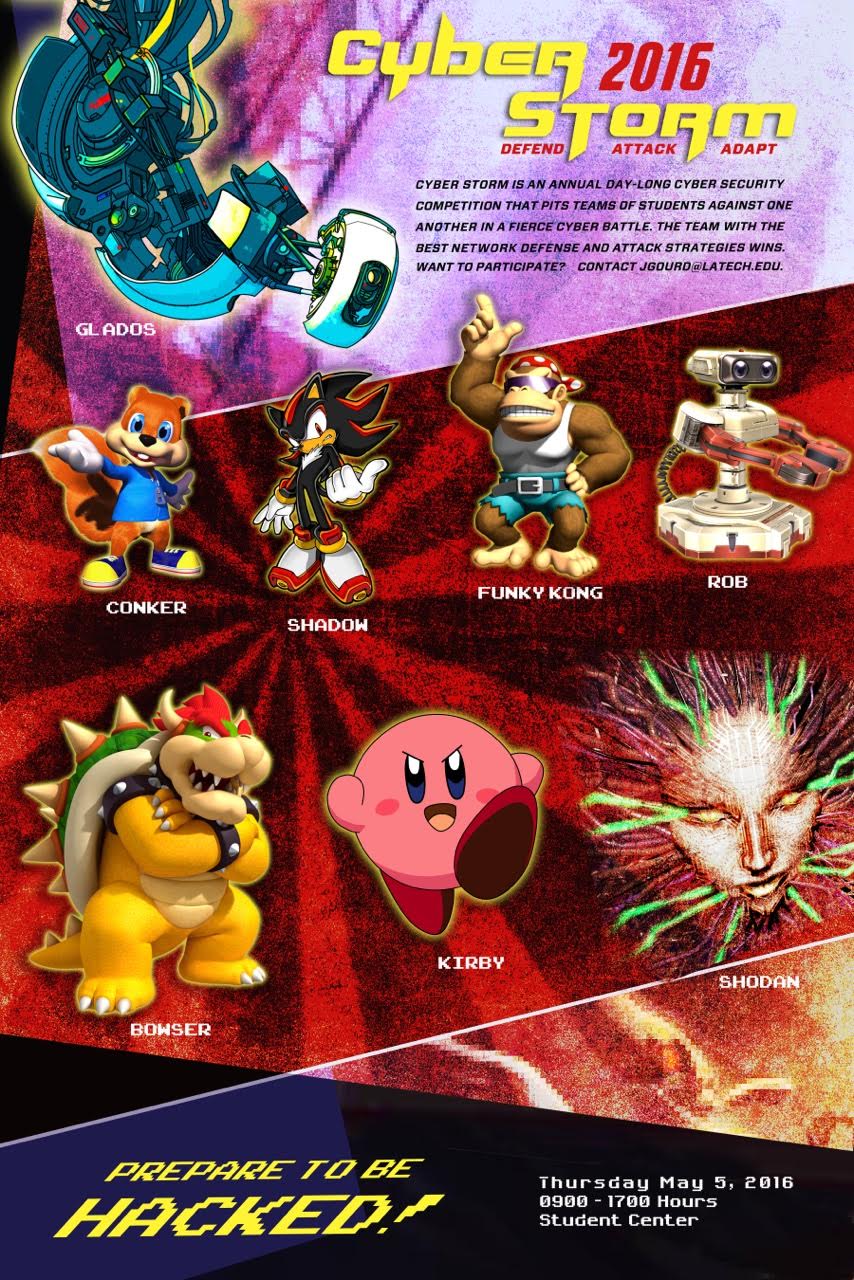 Cyber 2016
Storm
DEFEND ATTACK ADAPT
CYBER STORM IS AN ANNUAL DAY-LONG CYBER SECURITY
COMPETITION THAT PITS TEAMS OF STUDENTS AGAINST ONE
ANOTHER IN A FIERCE CYBER BATTLE. THE TEAM WITH THE
BEST NETWORK DEFENSE AND ATTACK STRATEGIES WINS.
WANT TO PARTICIPATE? CONTACT JGOURD@LATECH.EDU.
GLADOS
CONKER
SHADOW
FUNKY KONG
ROB
BOWSER
KIRBY
SHODAN
PREPARE TO BE
HACKED!
Thursday May 5, 2016
0900 - 1700 Hours
Student Center